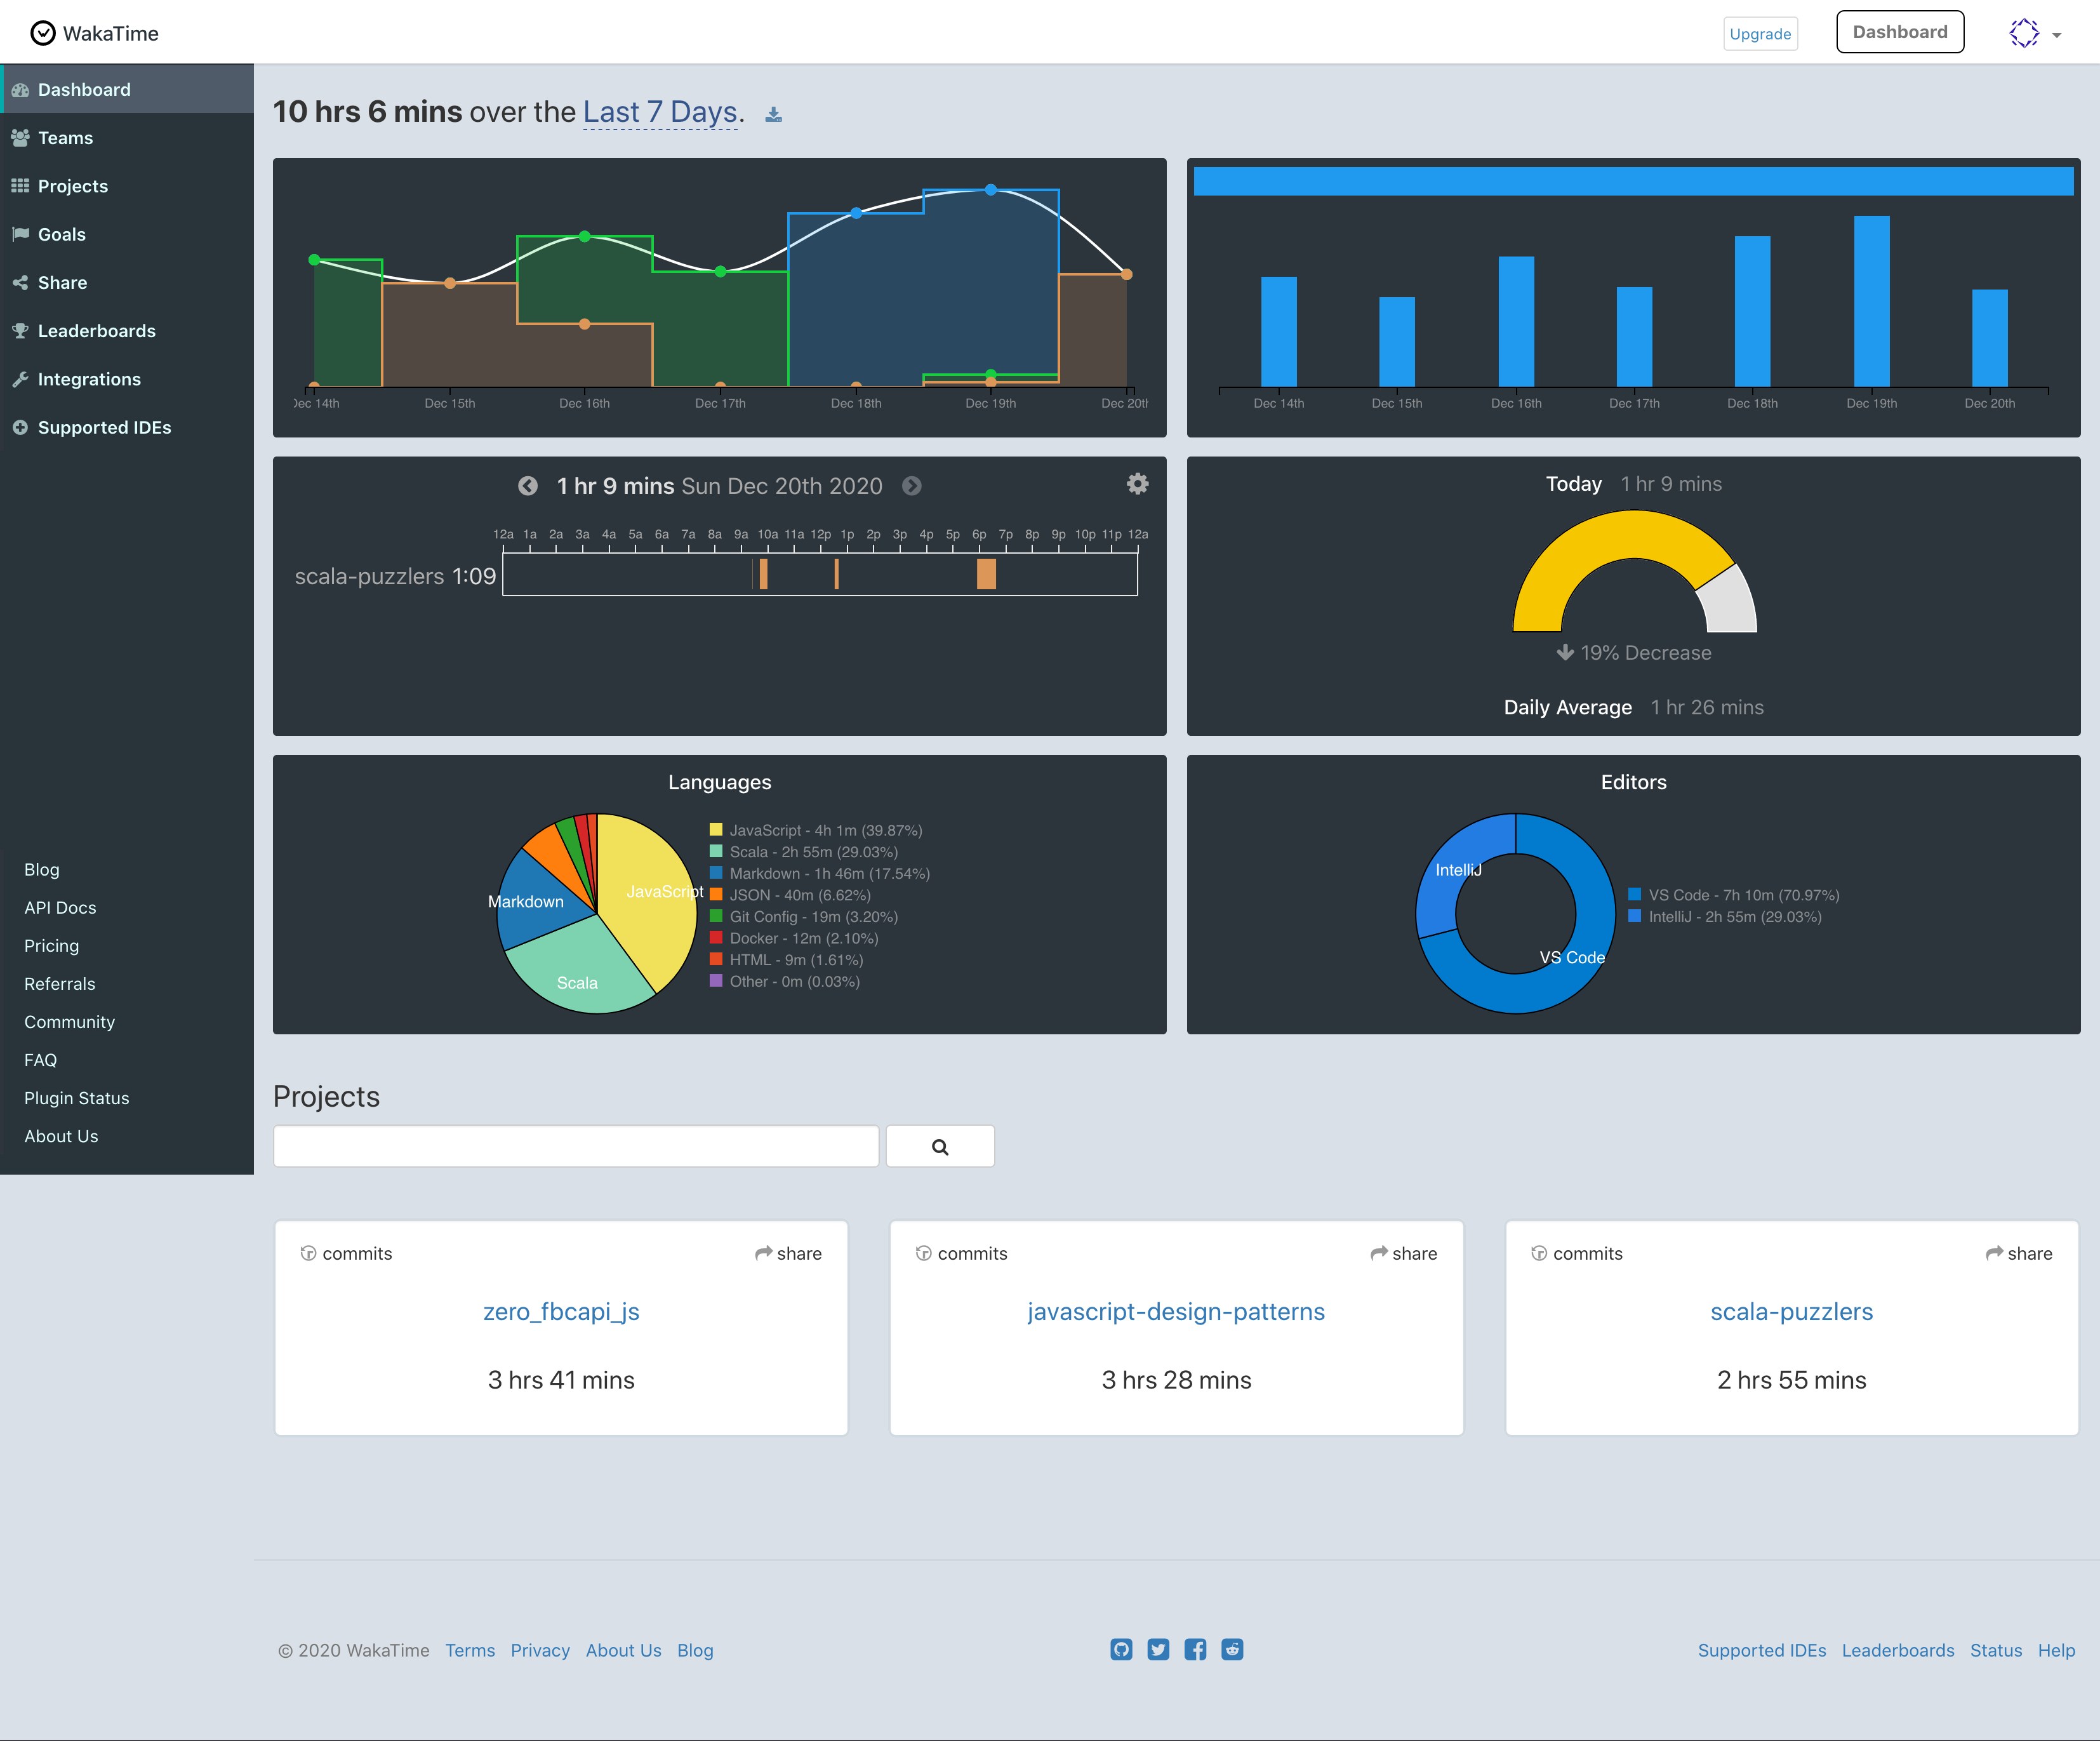 WakaTime
Upgrade
Dashboard
Dashboard
Teams
Projects
Goals
Share
Leaderboards
Integrations
Supported IDEs
Blog
API Docs
Pricing
Referrals
Community
FAQ
Plugin Status
About Us
10 hrs 6 mins over the Last 7 Days.
Dec 14th Dec 15th Dec 16th Dec 17th Dec 18th Dec 19th Dec 20th
Dec 14th Dec 15th Dec 16th Dec 17th Dec 18th Dec 19th Dec 20th
1 hr 9 mins Sun Dec 20th 2020
12a 1a 2a 3a 4a 5a 6a 7a 8a 9a 10a 11a 12p 1p 2p 3p 4p 5p 6p 7p 8p 9p 10p 11p 12a
scala-puzzlers 1:09
Today 1 hr 9 mins
19% Decrease
Daily Average 1 hr 26 mins
Languages
JavaScript
Markdown
Scala
JavaScript - 4h 1m (39.87%)
Scala - 2h 55m (29.03%)
Markdown - 1h 46m (17.54%)
JSON - 40m (6.62%)
Git Config - 19m (3.20%)
Docker - 12m (2.10%)
HTML - 9m (1.61%)
Other - 0m (0.03%)
Editors
IntelliJ
VS Code
VS Code - 7h 10m (70.97%)
IntelliJ - 2h 55m (29.03%)
Projects
commits share
zero_fbcapi_js
3 hrs 41 mins
commits share
javascript-design-patterns
3 hrs 28 mins
commits share
scala-puzzlers
2 hrs 55 mins
© 2020 WakaTime Terms Privacy About Us Blog
Supported IDEs Leaderboards Status Help